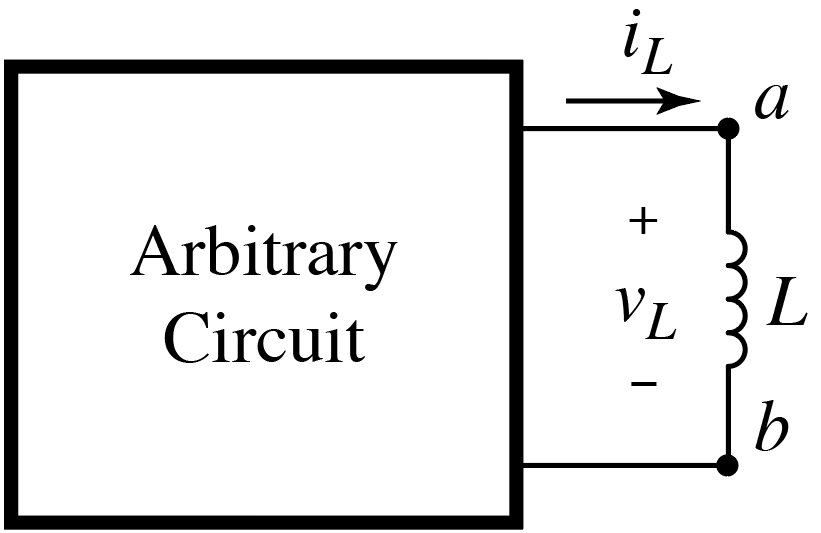 i_L
a
Arbitrary
Circuit
+
v_L
−
L
b